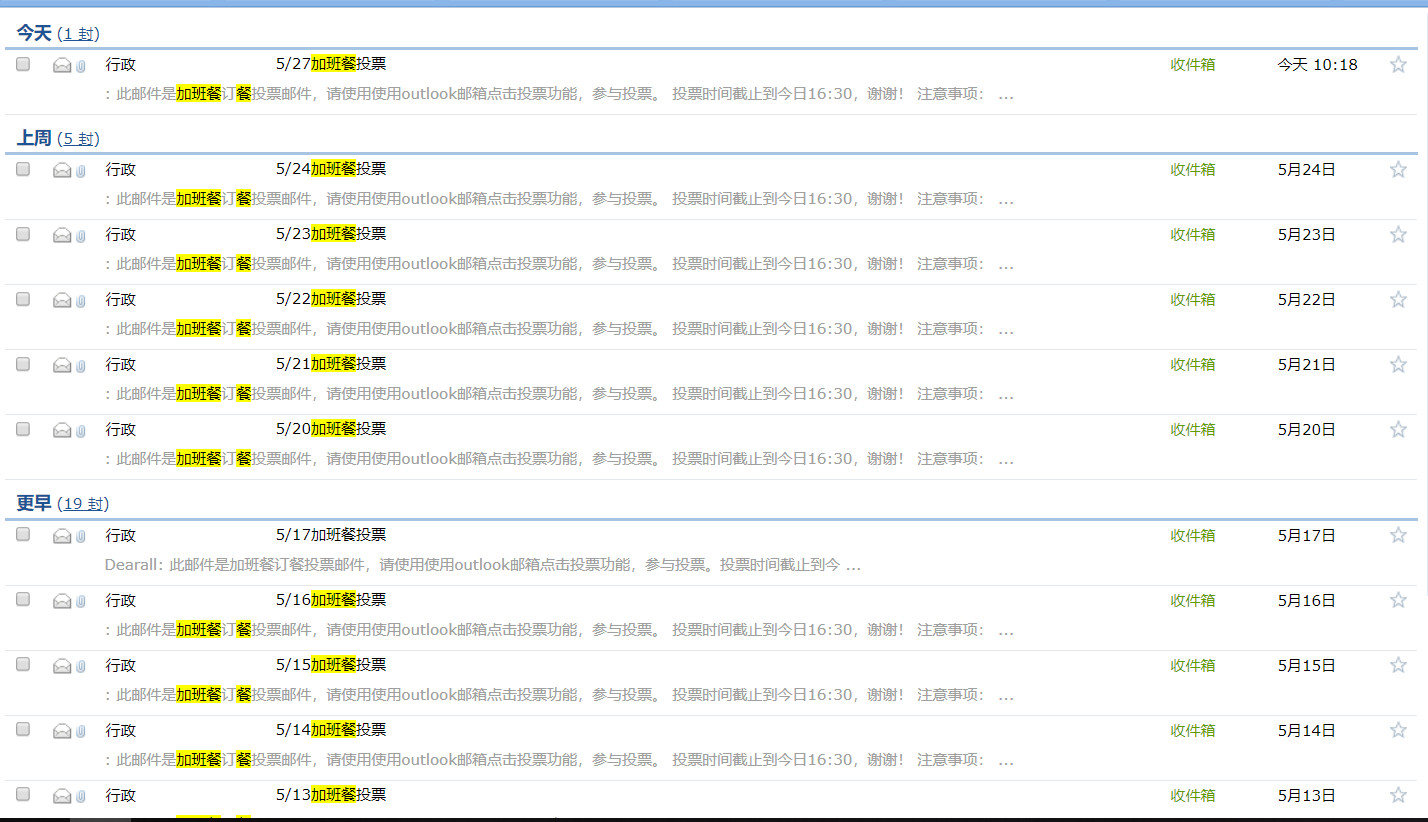 今天 (1 封)
行政 5/27加班餐投票 收件箱 今天 10:18
: 此邮件是加班餐订餐投票邮件，请使用使用outlook邮箱点击投票功能，参与投票。 投票时间截止到今日16:30，谢谢！ 注意事项： ...
上周 (5 封)
行政 5/24加班餐投票 收件箱 5月24日
: 此邮件是加班餐订餐投票邮件，请使用使用outlook邮箱点击投票功能，参与投票。 投票时间截止到今日16:30，谢谢！ 注意事项： ...
行政 5/23加班餐投票 收件箱 5月23日
: 此邮件是加班餐订餐投票邮件，请使用使用outlook邮箱点击投票功能，参与投票。 投票时间截止到今日16:30，谢谢！ 注意事项： ...
行政 5/22加班餐投票 收件箱 5月22日
: 此邮件是加班餐订餐投票邮件，请使用使用outlook邮箱点击投票功能，参与投票。 投票时间截止到今日16:30，谢谢！ 注意事项： ...
行政 5/21加班餐投票 收件箱 5月21日
: 此邮件是加班餐订餐投票邮件，请使用使用outlook邮箱点击投票功能，参与投票。 投票时间截止到今日16:30，谢谢！ 注意事项： ...
行政 5/20加班餐投票 收件箱 5月20日
: 此邮件是加班餐订餐投票邮件，请使用使用outlook邮箱点击投票功能，参与投票。 投票时间截止到今日16:30，谢谢！ 注意事项： ...
更早 (19 封)
行政 5/17加班餐投票 收件箱 5月17日
Dearall：此邮件是加班餐订餐投票邮件，请使用使用outlook邮箱点击投票功能，参与投票。投票时间截止到今 ...
行政 5/16加班餐投票 收件箱 5月16日
: 此邮件是加班餐订餐投票邮件，请使用使用outlook邮箱点击投票功能，参与投票。 投票时间截止到今日16:30，谢谢！ 注意事项： ...
行政 5/15加班餐投票 收件箱 5月15日
: 此邮件是加班餐订餐投票邮件，请使用使用outlook邮箱点击投票功能，参与投票。 投票时间截止到今日16:30，谢谢！ 注意事项： ...
行政 5/14加班餐投票 收件箱 5月14日
: 此邮件是加班餐订餐投票邮件，请使用使用outlook邮箱点击投票功能，参与投票。 投票时间截止到今日16:30，谢谢！ 注意事项： ...
行政 5/13加班餐投票 收件箱 5月13日